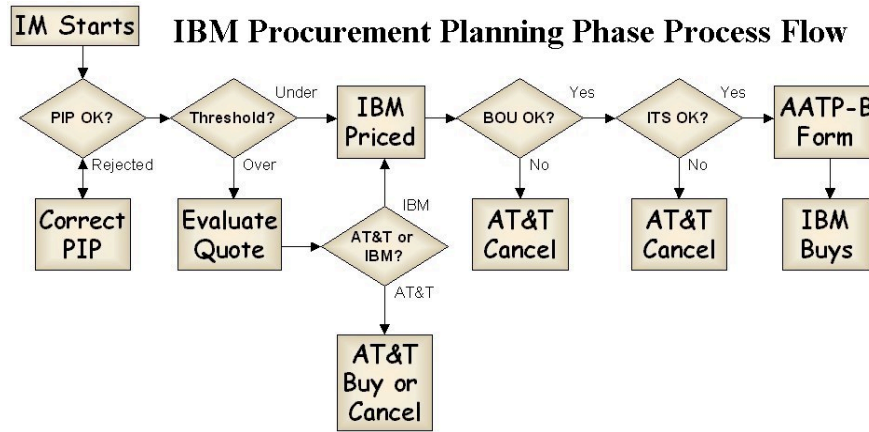 IM Starts
IBM Procurement Planning Phase Process Flow
PIP OK?
Threshold?
Under
IBM
Priced
BOU OK?
Yes
ITS OK?
Yes
AATP-B
Form
Rejected
Over
No
No
Correct
PIP
Evaluate
Quote
IBM
AT&T or
IBM?
AT&T
Cancel
AT&T
Cancel
IBM
Buys
AT&T
AT&T
Buy or
Cancel